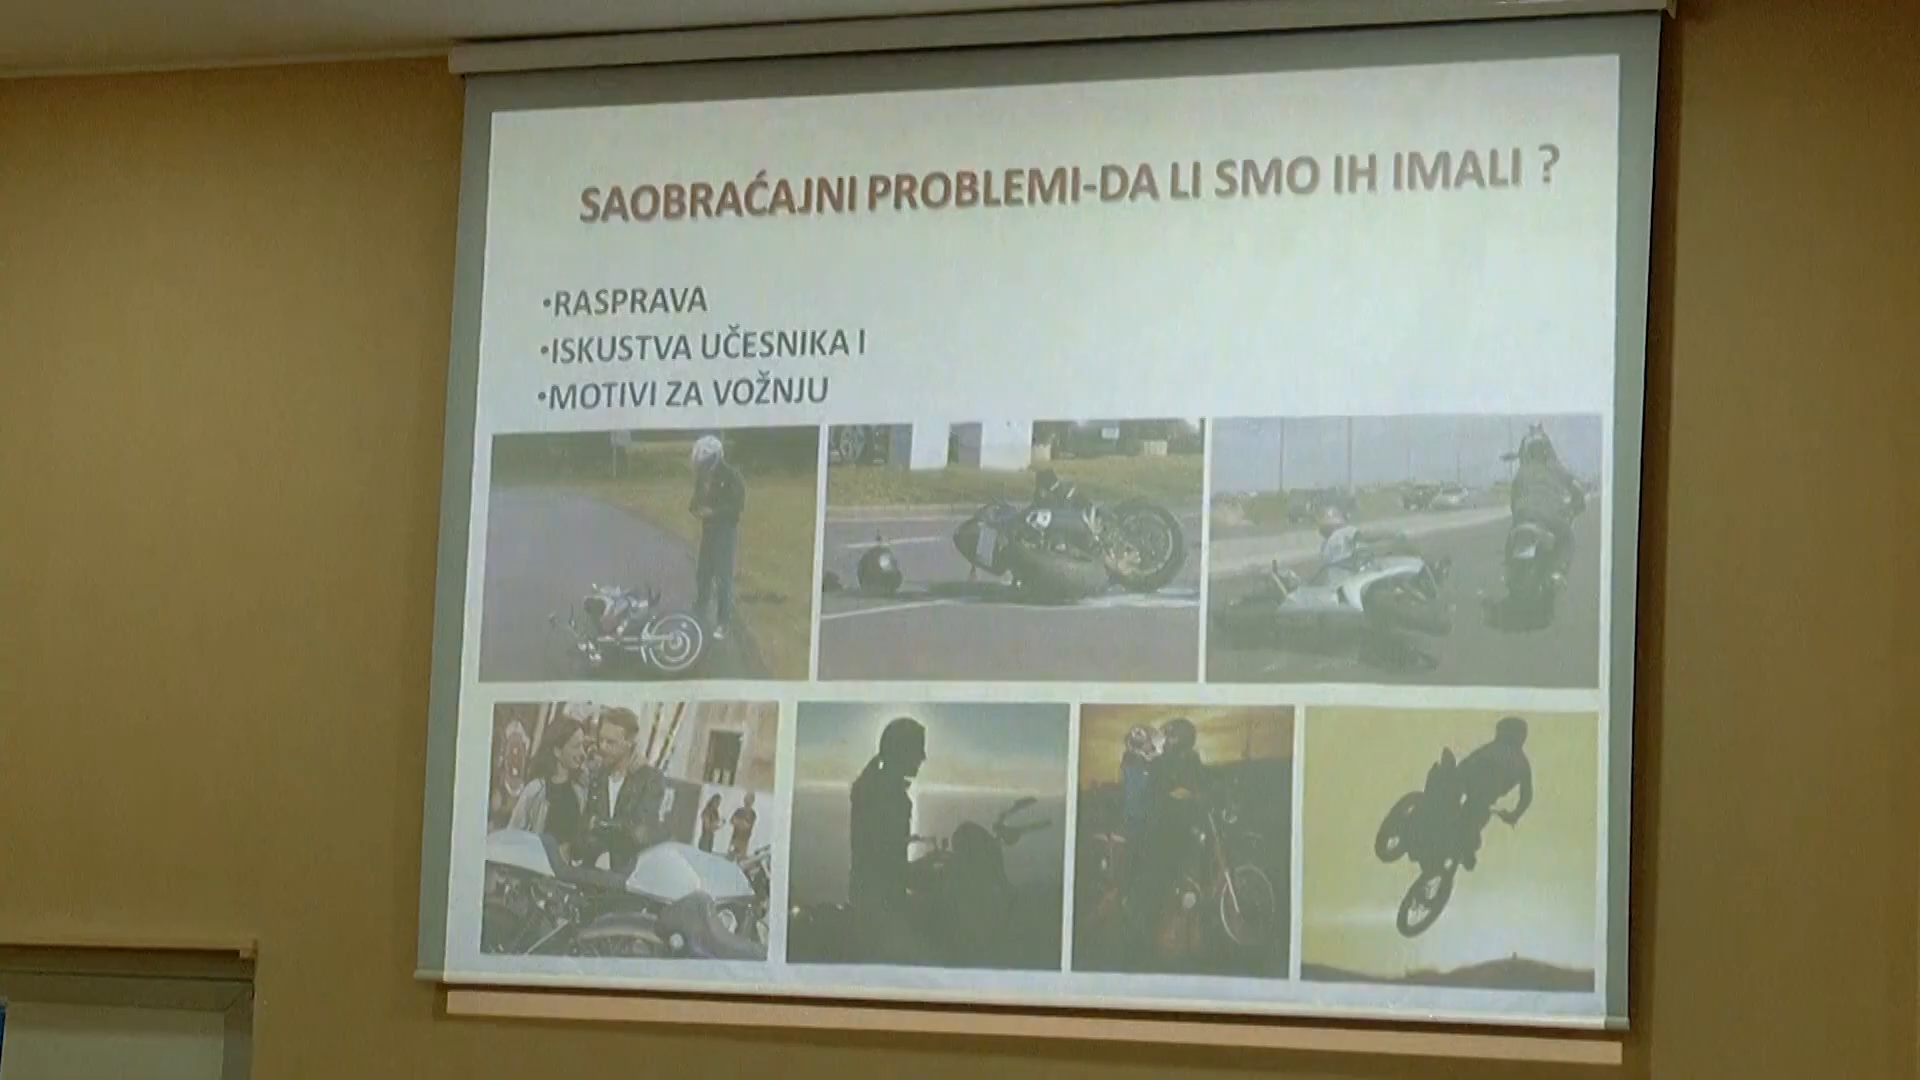 SAOBRAĆAJNI PROBLEMI-DA LI SMO IH IMALI ?
•RASPRAVA
•ISKUSTVA UČESNIKA I
•MOTIVI ZA VOŽNJU